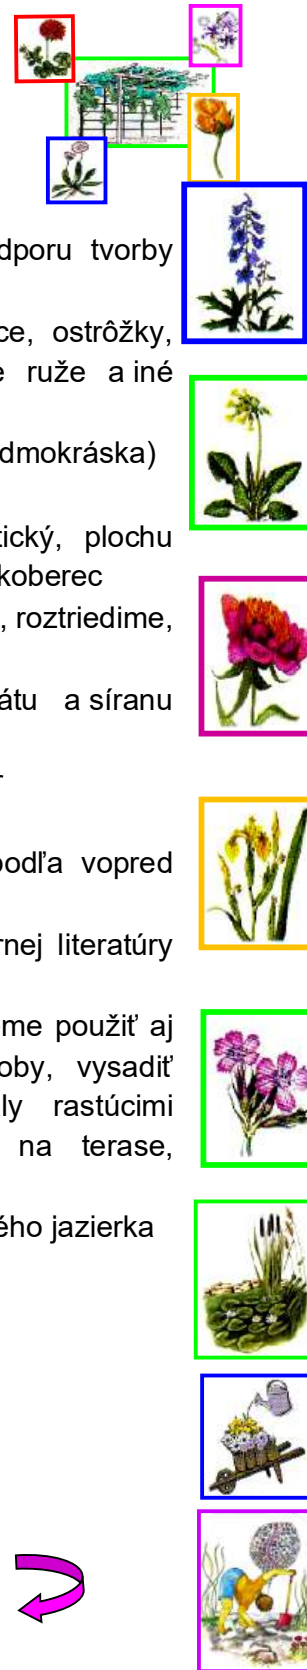 dporu tvorby
ce, ostrôžky,
e ruže a iné
dmokráska)
tický, plochu
koberec
, roztriedime,
átu a síranu
podľa vopred
rnej literatúry
me použiť aj
oby, vysadiť
ly rastúcimi
na terase,
ého jazierka